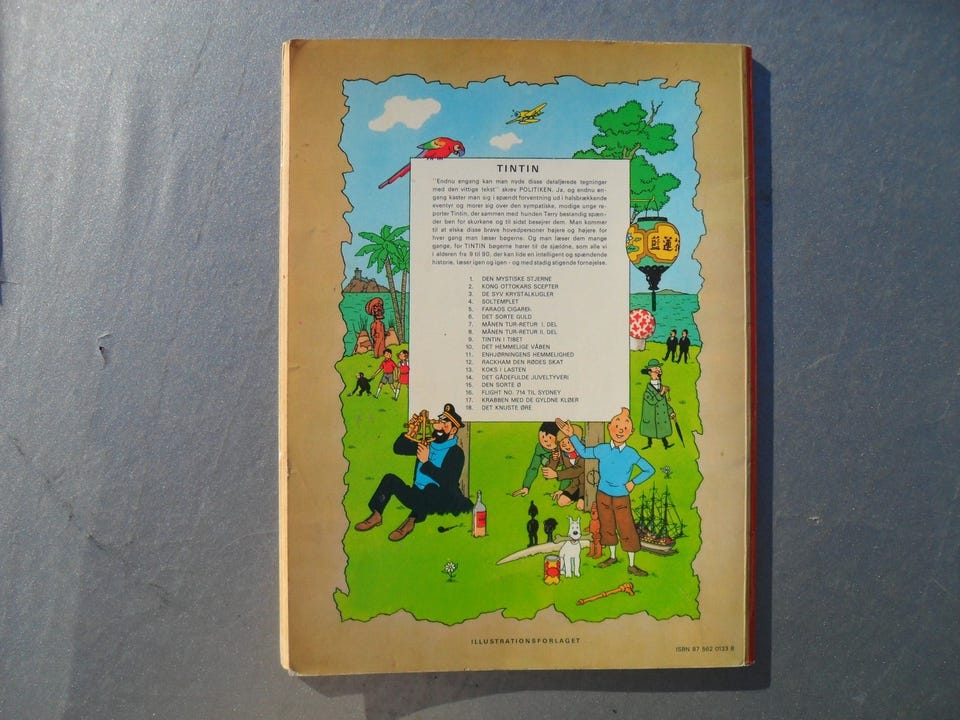 TINTIN
"Endnu engang kan man nyde disse detaljerede tegninger
med den vittige tekst" skrev POLITIKEN. Ja, og endnu en-
gang kaster man sig i spændt forventning ud i halsbrækkende
eventyr og morer sig over den sympatiske, modige unge re-
porter Tintin, der sammen med hunden Terry bestandig spæn-
der ben for skurkene og til sidst besejrer dem. Man kommer
til at elske disse brave hovedpersoner højere og højere for
hver gang man læser bøgerne. Og man læser dem mange
gange, for TINTIN bøgerne hører til de sjældne, som alle vi
i alderen fra 9 til 90, der kan lide en intelligent og spændende
historie, læser igen og igen - og med stadig stigende fornøjelse.
1. DEN MYSTISKE STJERNE
2. KONG OTTOKARS SCEPTER
3. DE SYV KRYSTALKUGLER
4. SOLTEMPLET
5. FARAOS CIGARER
6. DET SORTE GULD
7. MÅNEN TUR-RETUR I. DEL
8. MÅNEN TUR-RETUR II. DEL
9. TINTIN I TIBET
10. DET HEMMELIGE VÅBEN
11. ENHJØRNINGENS HEMMELIGHED
12. RACKHAM DEN RØDES SKAT
13. KOKS I LASTEN
14. DET GÅDEFULDE JUVELTYVERI
15. DEN SORTE Ø
16. FLIGHT NO. 714 TIL SYDNEY
17. KRABBEN MED DE GYLDNE KLØER
18. DET KNUSTE ØRE
藍蓮
ILLUSTRATIONSFORLAGET
ISBN 87 562 0133 8